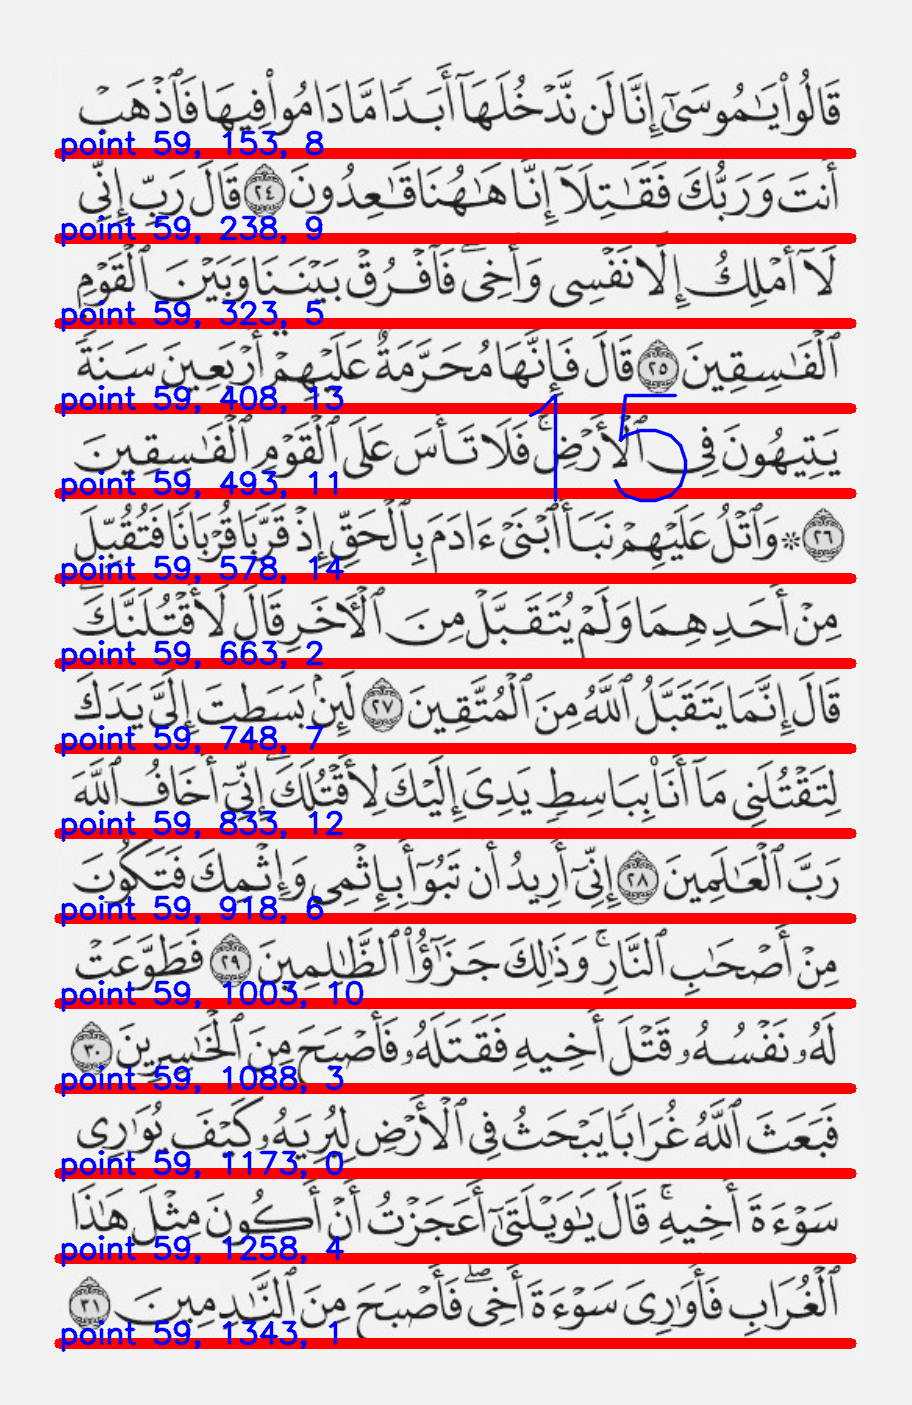 قَالُوا۟ يَٰمُوسَىٰٓ إِنَّا لَن نَّدْخُلَهَآ أَبَدًا مَّا دَامُوا۟ فِيهَا فَٱذْهَبْ
point 59, 153, 8
أَنتَ وَرَبُّكَ فَقَٰتِلَآ إِنَّا هَٰهُنَا قَٰعِدُونَ ٢٤ قَالَ رَبِّ إِنِّى
point 59, 238, 9
لَآ أَمْلِكُ إِلَّا نَفْسِى وَأَخِى ۖ فَٱفْرُقْ بَيْنَنَا وَبَيْنَ ٱلْقَوْمِ
point 59, 323, 5
ٱلْفَٰسِقِينَ ٢٥ قَالَ فَإِنَّهَا مُحَرَّمَةٌ عَلَيْهِمْ أَرْبَعِينَ سَنَةً
point 59, 408, 13
15
يَتِيهُونَ فِى ٱلْأَرْضِ ۚ فَلَا تَأْسَ عَلَى ٱلْقَوْمِ ٱلْفَٰسِقِينَ
point 59, 493, 11
٢٦ ۞ وَٱتْلُ عَلَيْهِمْ نَبَأَ ٱبْنَىْ ءَادَمَ بِٱلْحَقِّ إِذْ قَرَّبَا قُرْبَانًا فَتُقُبِّلَ
point 59, 578, 14
مِنْ أَحَدِهِمَا وَلَمْ يُتَقَبَّلْ مِنَ ٱلْءَاخَرِ قَالَ لَأَقْتُلَنَّكَ ۖ
point 59, 663, 2
قَالَ إِنَّمَا يَتَقَبَّلُ ٱللَّهُ مِنَ ٱلْمُتَّقِينَ ٢٧ لَئِنۢ بَسَطتَ إِلَىَّ يَدَكَ
point 59, 748, 7
لِتَقْتُلَنِى مَآ أَنَا۠ بِبَاسِطٍ يَدِىَ إِلَيْكَ لِأَقْتُلَكَ ۖ إِنِّىٓ أَخَافُ ٱللَّهَ
point 59, 833, 12
رَبَّ ٱلْعَٰلَمِينَ ٢٨ إِنِّىٓ أُرِيدُ أَن تَبُوٓأَ بِإِثْمِى وَإِثْمِكَ فَتَكُونَ
point 59, 918, 6
مِنْ أَصْحَٰبِ ٱلنَّارِ ۚ وَذَٰلِكَ جَزَٰٓؤُا۟ ٱلظَّٰلِمِينَ ٢٩ فَطَوَّعَتْ
point 59, 1003, 10
لَهُۥ نَفْسُهُۥ قَتْلَ أَخِيهِ فَقَتَلَهُۥ فَأَصْبَحَ مِنَ ٱلْخَٰسِرِينَ ٣٠
point 59, 1088, 3
فَبَعَثَ ٱللَّهُ غُرَابًا يَبْحَثُ فِى ٱلْأَرْضِ لِيُرِيَهُۥ كَيْفَ يُوَٰرِى
point 59, 1173, 0
سَوْءَةَ أَخِيهِ ۚ قَالَ يَٰوَيْلَتَىٰٓ أَعَجَزْتُ أَنْ أَكُونَ مِثْلَ هَٰذَا
point 59, 1258, 4
ٱلْغُرَابِ فَأُوَٰرِىَ سَوْءَةَ أَخِى ۖ فَأَصْبَحَ مِنَ ٱلنَّٰدِمِينَ ٣١
point 59, 1343, 1